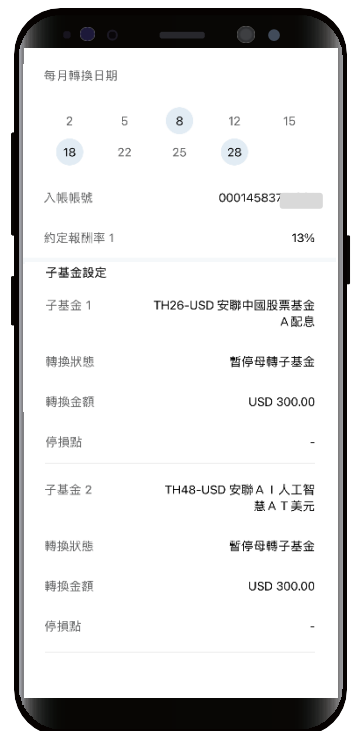 每月轉換日期
2 5 8 12 15
18 22 25 28
入帳帳號 000145837
約定報酬率 1 13%
子基金設定
子基金 1 TH26-USD 安聯中國股票基金
Ａ配息
轉換狀態 暫停母轉子基金
轉換金額 USD 300.00
停損點 -
子基金 2 TH48-USD 安聯ＡＩ人工智
慧ＡＴ美元
轉換狀態 暫停母轉子基金
轉換金額 USD 300.00
停損點 -